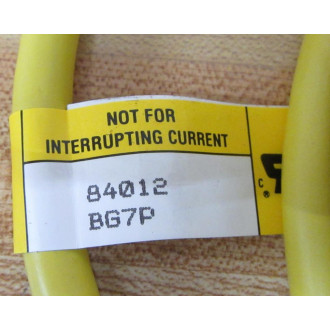 NOT FOR
INTERRUPTING CURRENT
84012
BG7P
C
®